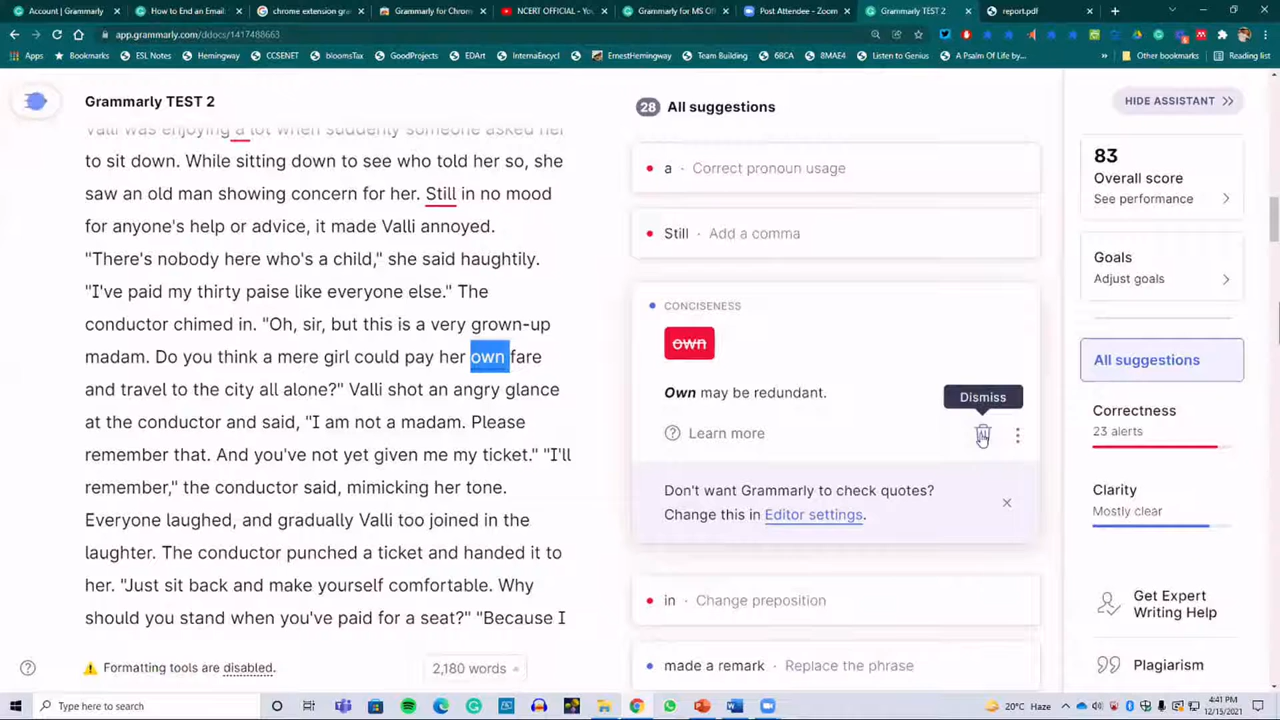 Account | Grammarly
How to End an Email:
chrome extension gra
Grammarly for Chrom
NCERT OFFICIAL - You
Grammarly for MS Of
Post Attendee - Zoom
Grammarly TEST 2
report.pdf
app.grammarly.com/ddocs/1417488663
Apps
Bookmarks
ESL Notes
Hemingway
CCSENET
bloomsTax
GoodProjects
EDArt
InternaEncycl
ErnestHemingway
Team Building
68CA
8MAE4
Listen to Genius
A Psalm Of Life by...
Other bookmarks
Reading list
Grammarly TEST 2
Valli was enjoying a lot when suddenly someone asked her
to sit down. While sitting down to see who told her so, she
saw an old man showing concern for her. Still in no mood
for anyone's help or advice, it made Valli annoyed.
"There's nobody here who's a child," she said haughtily.
"I've paid my thirty paise like everyone else." The
conductor chimed in. "Oh, sir, but this is a very grown-up
madam. Do you think a mere girl could pay her own fare
and travel to the city all alone?" Valli shot an angry glance
at the conductor and said, "I am not a madam. Please
remember that. And you've not yet given me my ticket." "I'll
remember," the conductor said, mimicking her tone.
Everyone laughed, and gradually Valli too joined in the
laughter. The conductor punched a ticket and handed it to
her. "Just sit back and make yourself comfortable. Why
should you stand when you've paid for a seat?" "Because I
Formatting tools are disabled.
2,180 words
28 All suggestions
a · Correct pronoun usage
Still · Add a comma
CONCISENESS
own
Own may be redundant.
Dismiss
Learn more
Don't want Grammarly to check quotes?
Change this in Editor settings.
in · Change preposition
made a remark · Replace the phrase
HIDE ASSISTANT
83
Overall score
See performance
Goals
Adjust goals
All suggestions
Correctness
23 alerts
Clarity
Mostly clear
Get Expert
Writing Help
Plagiarism
Type here to search
20°C Haze
4:41 PM
12/15/2021